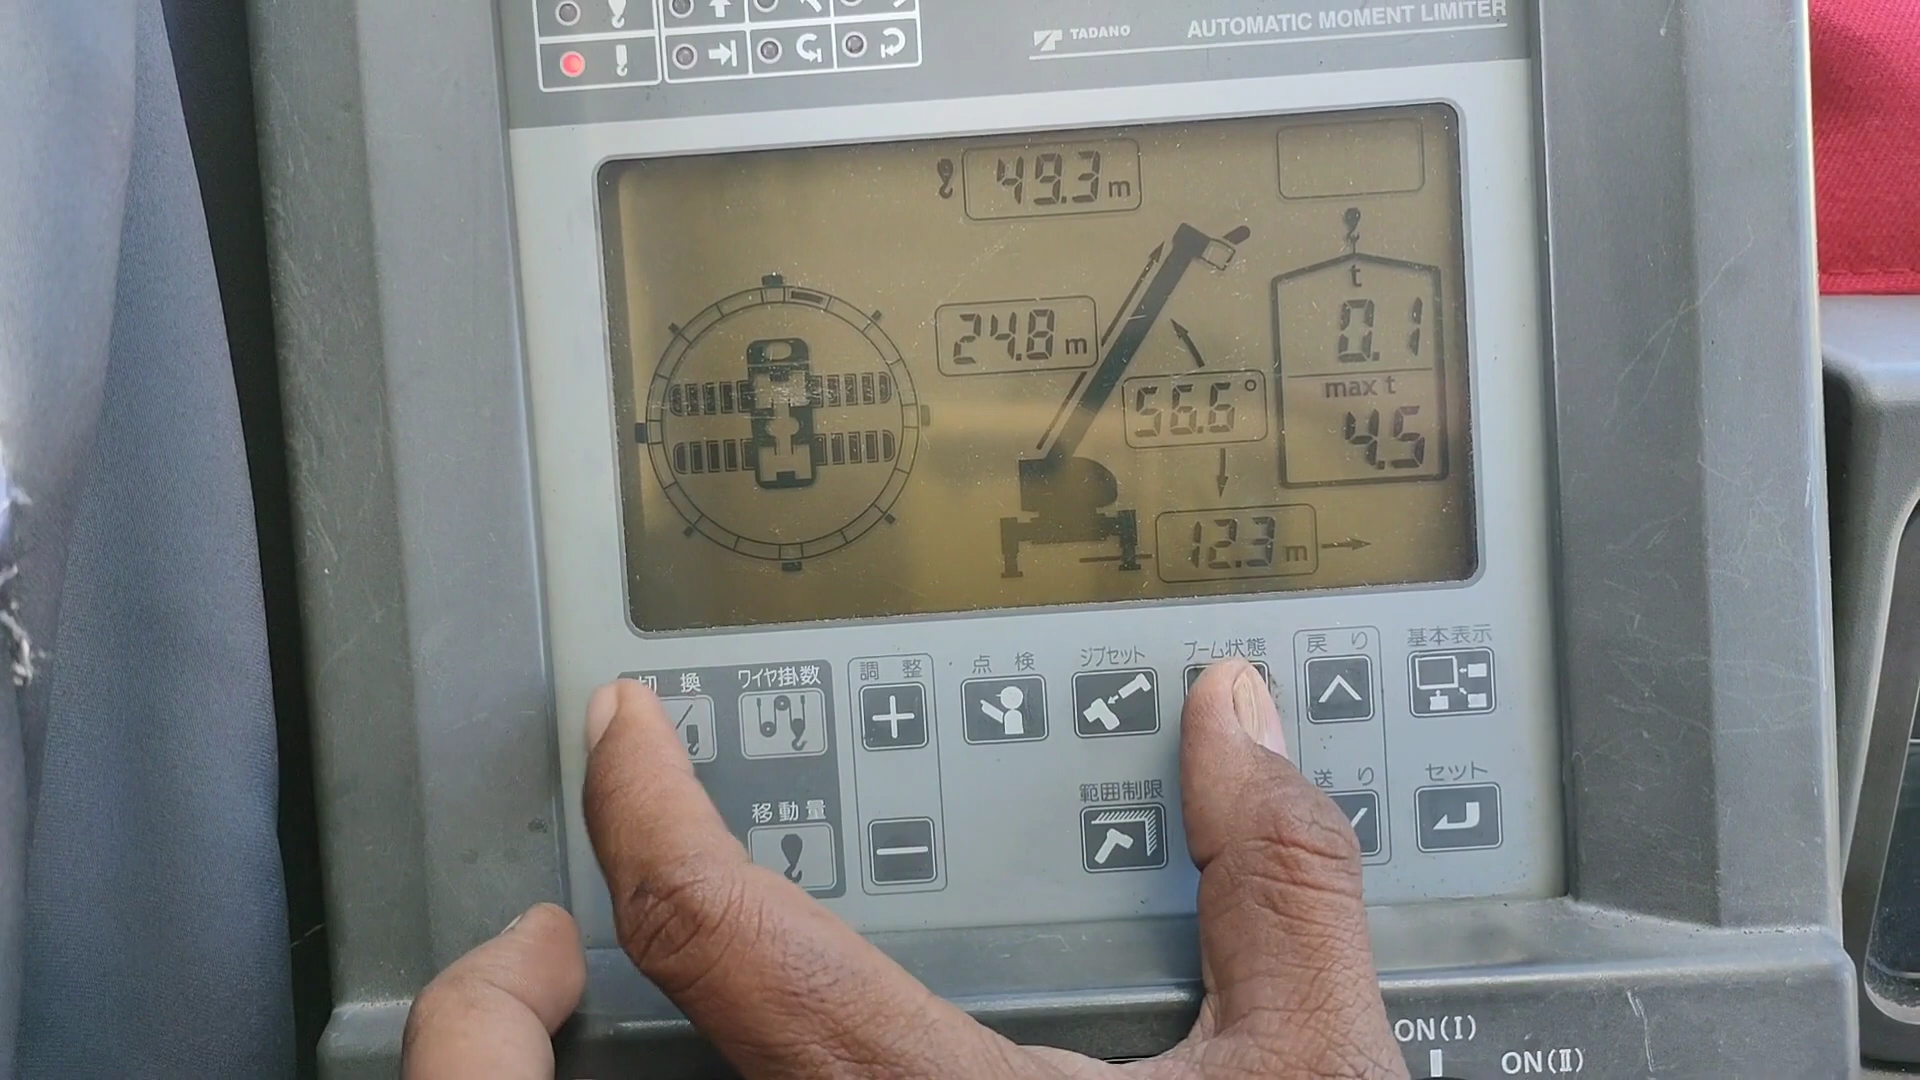 TADANO
AUTOMATIC MOMENT LIMITER
49.3 m
24.8 m
56.6°
t
0.1
max t
4.5
12.3 m
切 換
ワイヤ掛数
調 整
点 検
ジブセット
ブーム状態
戻 り
基本表示
移動量
範囲制限
送 り
セット
ON(I)
ON(II)